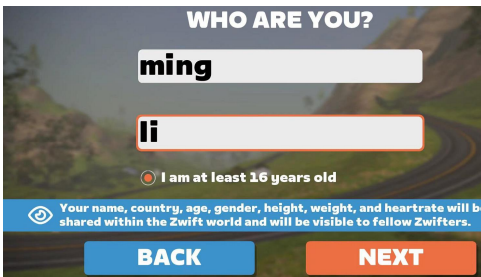 WHO ARE YOU?
ming
li
I am at least 16 years old
Your name, country, age, gender, height, weight, and heartrate will be
shared within the Zwift world and will be visible to fellow Zwifters.
BACK
NEXT